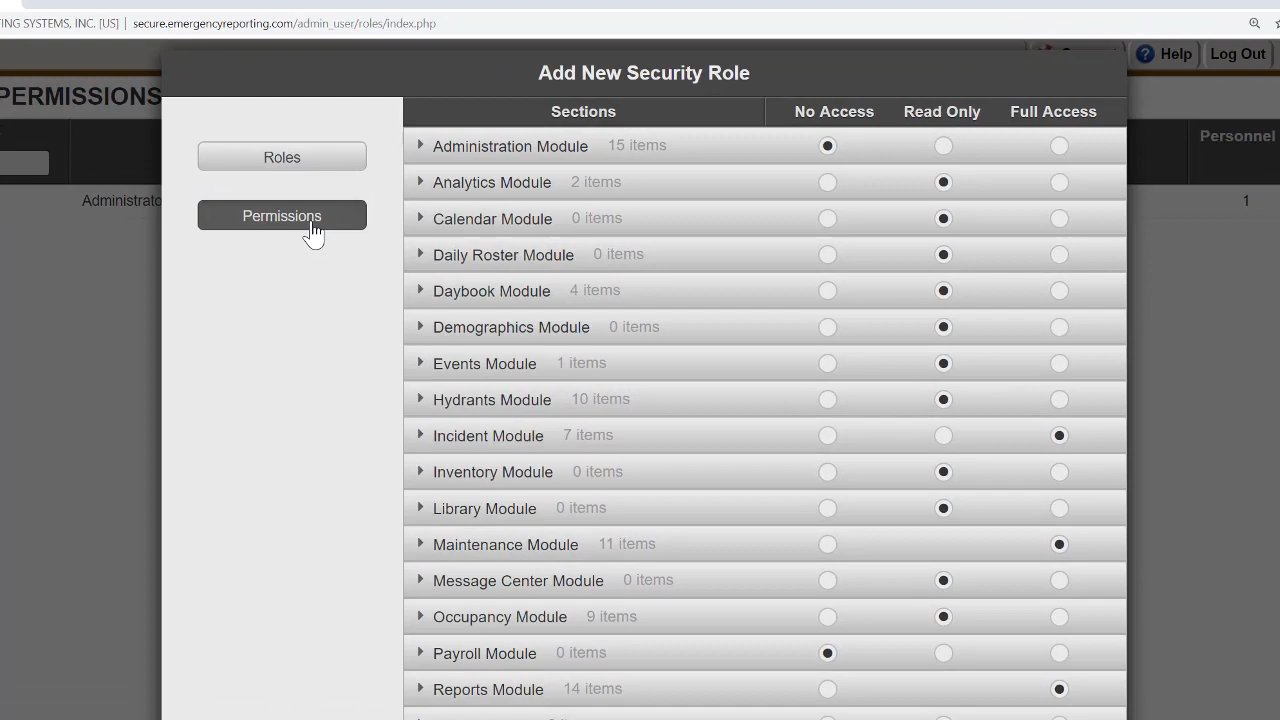 TING SYSTEMS, INC. [US] secure.emergencyreporting.com/admin_user/roles/index.php
Help Log Out
Add New Security Role
PERMISSIONS
Sections No Access Read Only Full Access
Personnel
Roles
Permissions
Administrato
1
Administration Module 15 items
Analytics Module 2 items
Calendar Module 0 items
Daily Roster Module 0 items
Daybook Module 4 items
Demographics Module 0 items
Events Module 1 items
Hydrants Module 10 items
Incident Module 7 items
Inventory Module 0 items
Library Module 0 items
Maintenance Module 11 items
Message Center Module 0 items
Occupancy Module 9 items
Payroll Module 0 items
Reports Module 14 items